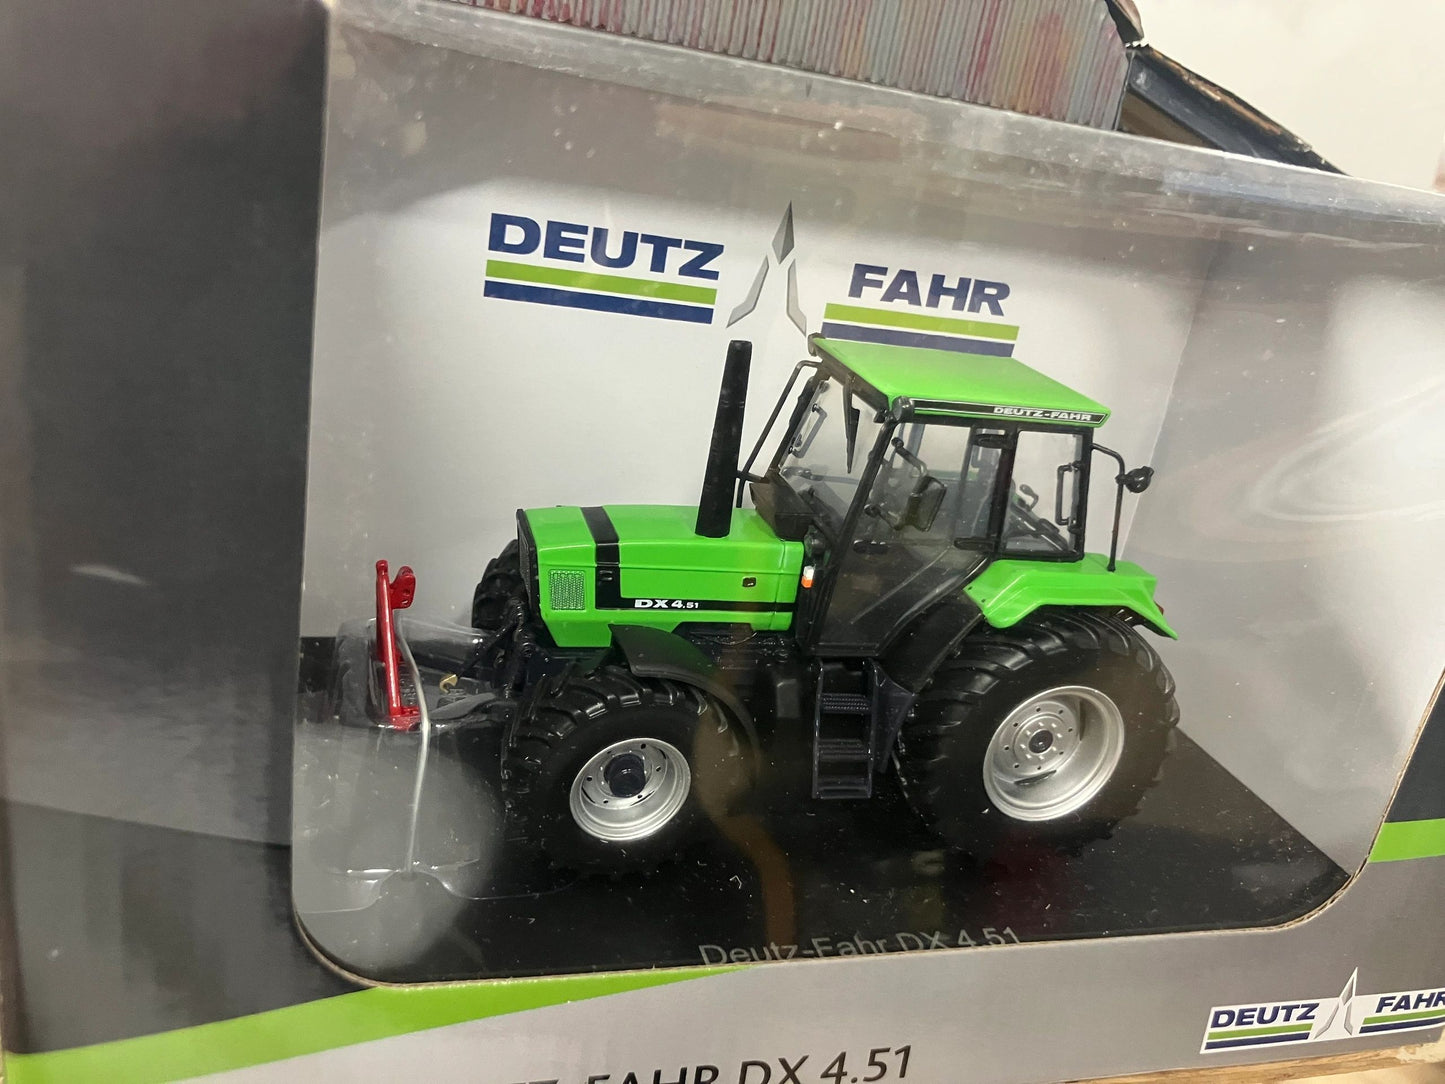 DEUTZ FAHR
DEUTZ-FAHR
DX 4.51
Deutz-Fahr DX 4.51
DEUTZ FAHR
-FAHR DX 4.51